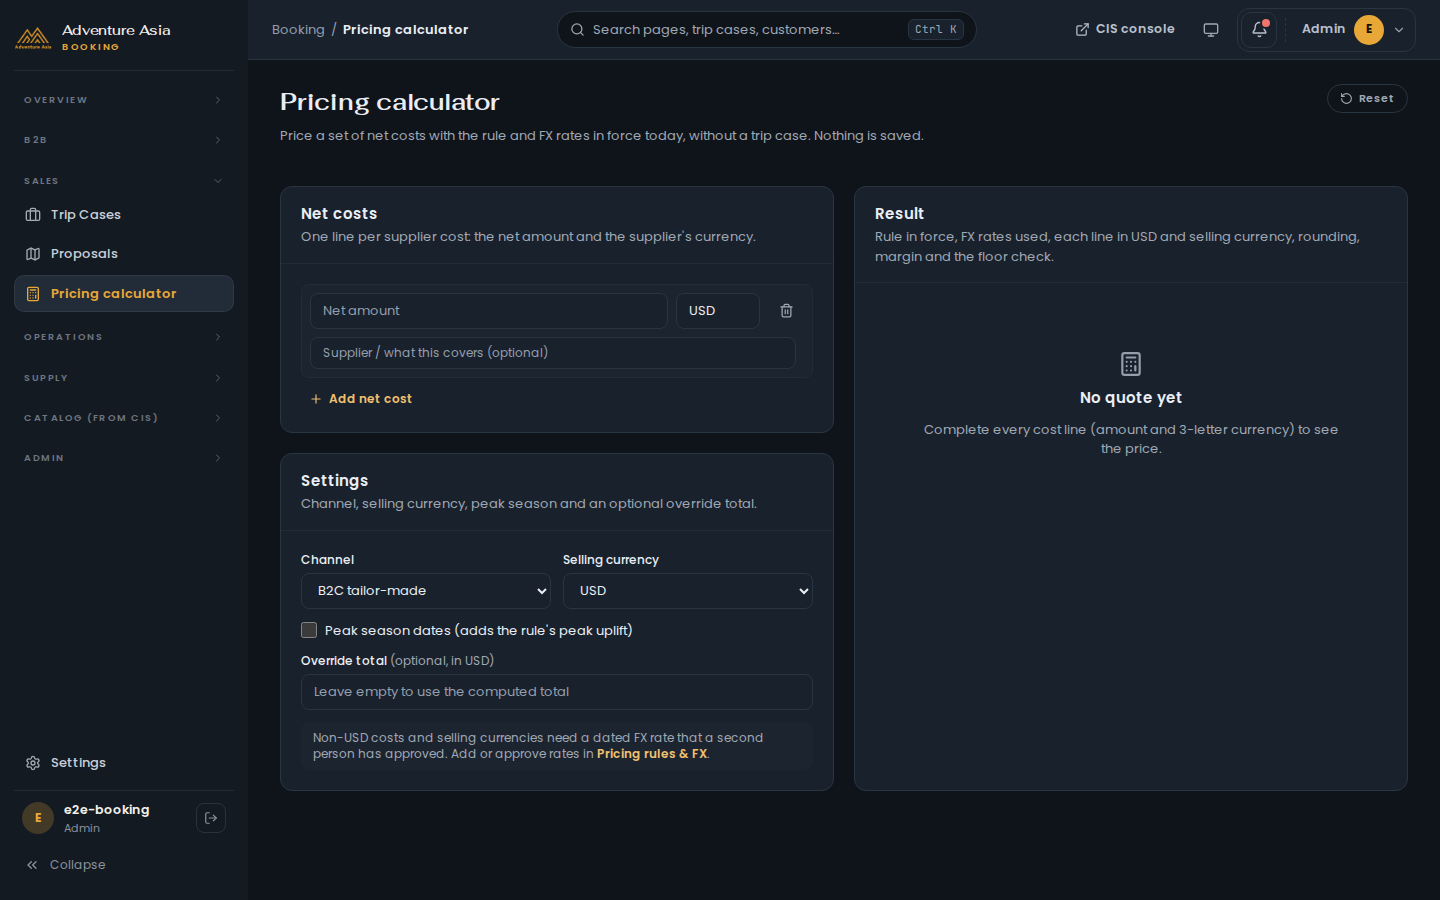 Adventure Asia
Adventure Asia
BOOKING
OVERVIEW
B2B
SALES
Trip Cases
Proposals
Pricing calculator
OPERATIONS
SUPPLY
CATALOG (FROM CIS)
ADMIN
Settings
E
e2e-booking
Admin
Collapse
Booking / Pricing calculator
Search pages, trip cases, customers...
Ctrl K
CIS console
Admin
E
Pricing calculator
Reset
Price a set of net costs with the rule and FX rates in force today, without a trip case. Nothing is saved.
Net costs
One line per supplier cost: the net amount and the supplier's currency.
Net amount
USD
Supplier / what this covers (optional)
Add net cost
Settings
Channel, selling currency, peak season and an optional override total.
Channel
Selling currency
B2C tailor-made
USD
Peak season dates (adds the rule's peak uplift)
Override total (optional, in USD)
Leave empty to use the computed total
Non-USD costs and selling currencies need a dated FX rate that a second
person has approved. Add or approve rates in Pricing rules & FX.
Result
Rule in force, FX rates used, each line in USD and selling currency, rounding,
margin and the floor check.
No quote yet
Complete every cost line (amount and 3-letter currency) to see
the price.